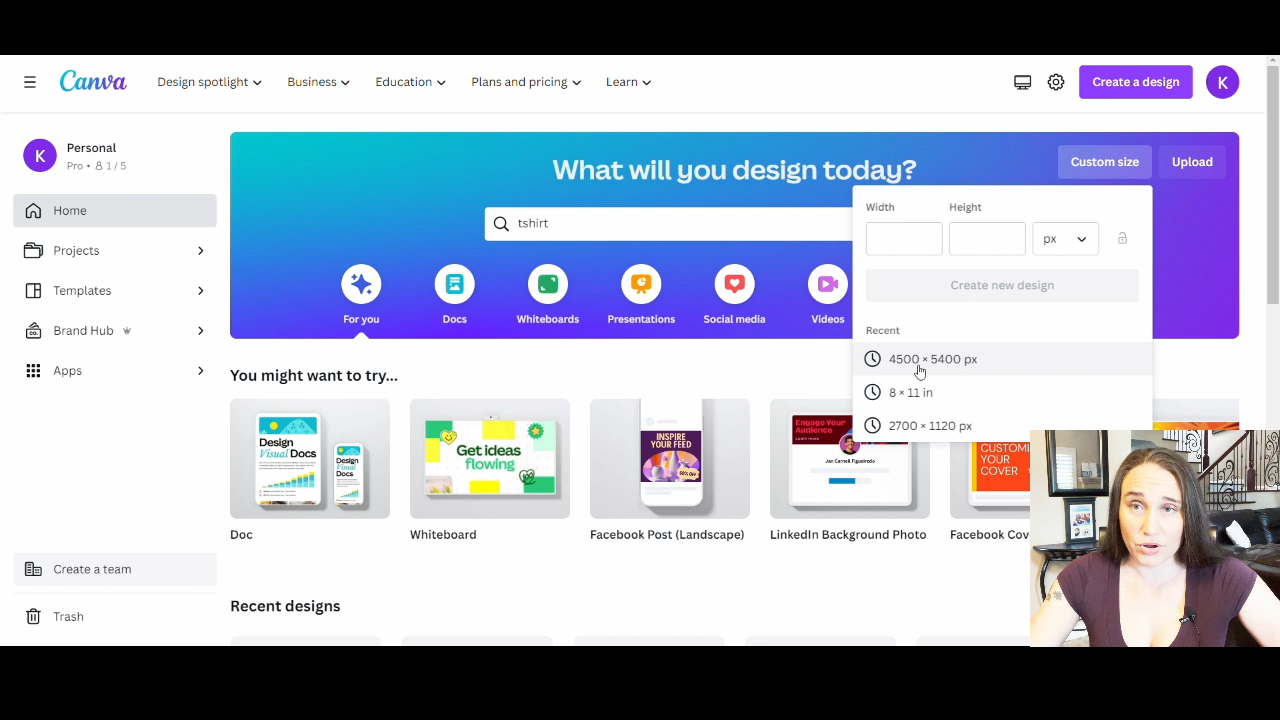 Canva
Design spotlight
Business
Education
Plans and pricing
Learn
Create a design
K
K
Personal
Pro • 1 / 5
Home
Projects
Templates
Brand Hub
Apps
Create a team
Trash
What will you design today?
Custom size
Upload
tshirt
For you
Docs
Whiteboards
Presentations
Social media
Videos
Width
Height
px
Create new design
Recent
4500 × 5400 px
8 × 11 in
2700 × 1120 px
You might want to try...
Design
Visual Docs
Design
Visual Docs
Get ideas
flowing
INSPIRE
YOUR FEED
Engage Your
Audience
Jan Carnell Figueiredo
CUSTOMIZE
YOUR
COVER
Doc
Whiteboard
Facebook Post (Landscape)
LinkedIn Background Photo
Facebook Cov
Recent designs